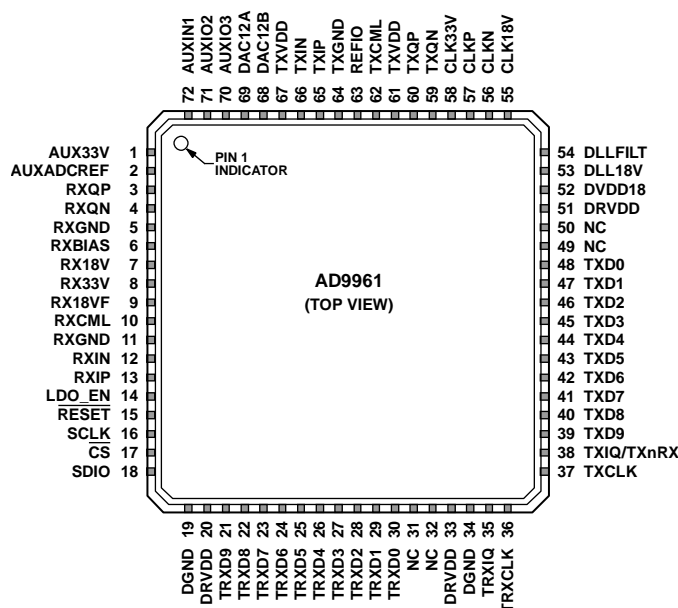 72 AUXIN1
71 AUXIO2
70 AUXIO3
69 DAC12A
68 DAC12B
67 TXVDD
66 TXIN
65 TXIP
64 TXGND
63 REFIO
62 TXCML
61 TXVDD
60 TXQP
59 TXQN
58 CLK33V
57 CLKP
56 CLKN
55 CLK18V
AUX33V 1
AUXADCREF 2
RXQP 3
RXQN 4
RXGND 5
RXBIAS 6
RX18V 7
RX33V 8
RX18VF 9
RXCML 10
RXGND 11
RXIN 12
RXIP 13
LDO_EN 14
RESET 15
SCLK 16
CS 17
SDIO 18
PIN 1
INDICATOR
AD9961
(TOP VIEW)
54 DLLFILT
53 DLL18V
52 DVDD18
51 DRVDD
50 NC
49 NC
48 TXD0
47 TXD1
46 TXD2
45 TXD3
44 TXD4
43 TXD5
42 TXD6
41 TXD7
40 TXD8
39 TXD9
38 TXIQ/TXnRX
37 TXCLK
DGND 19
DRVDD 20
TRXD9 21
TRXD8 22
TRXD7 23
TRXD6 24
TRXD5 25
TRXD4 26
TRXD3 27
TRXD2 28
TRXD1 29
TRXD0 30
NC 31
NC 32
DRVDD 33
DGND 34
TRXIQ 35
TRXCLK 36